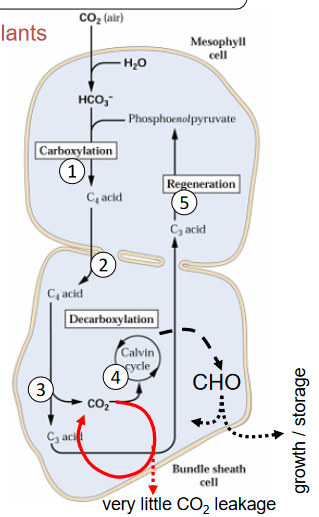 lants
CO₂ (air)
Mesophyll
cell
H₂O
HCO₃⁻
Phosphoenolpyruvate
Carboxylation
1
Regeneration
5
C₄ acid
C₃ acid
2
C₄ acid
Decarboxylation
Calvin
cycle
4
CHO
3
CO₂
C₃ acid
Bundle sheath
cell
very little CO₂ leakage
growth / storage